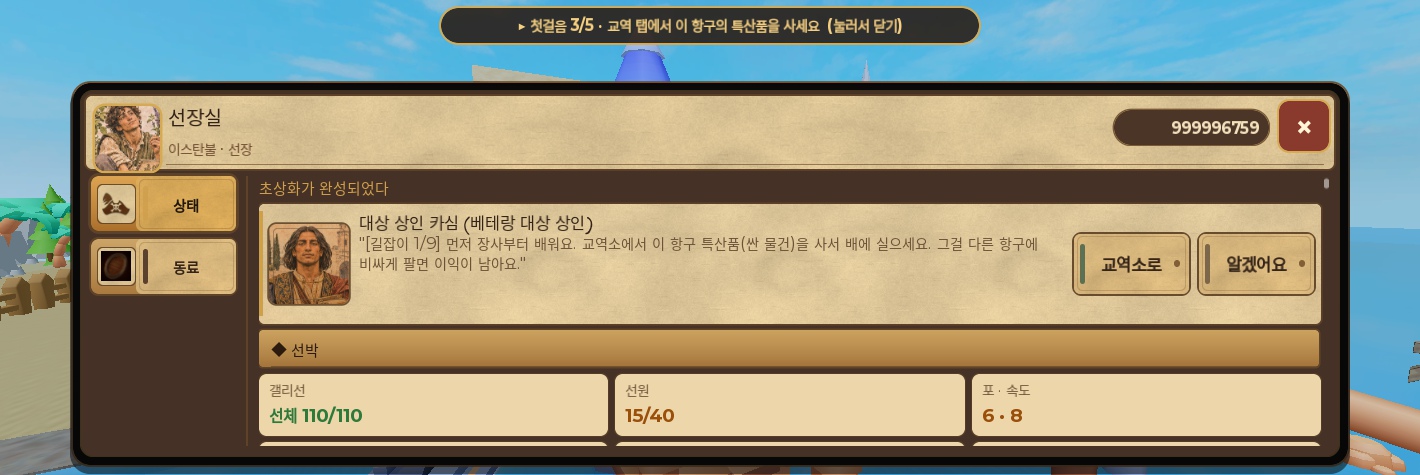 ▸ 첫걸음 3/5 · 교역 탭에서 이 항구의 특산품을 사세요 (눌러서 닫기)
선장실
이스탄불 · 선장
999996759
×
상태
동료
초상화가 완성되었다
대상 상인 카심 (베테랑 대상 상인)
"[길잡이 1/9] 먼저 장사부터 배워요. 교역소에서 이 항구 특산품(싼 물건)을 사서 배에 실으세요. 그걸 다른 항구에
비싸게 팔면 이익이 남아요."
교역소로
알겠어요
◆ 선박
갤리선
선체 110/110
선원
15/40
포 · 속도
6 · 8